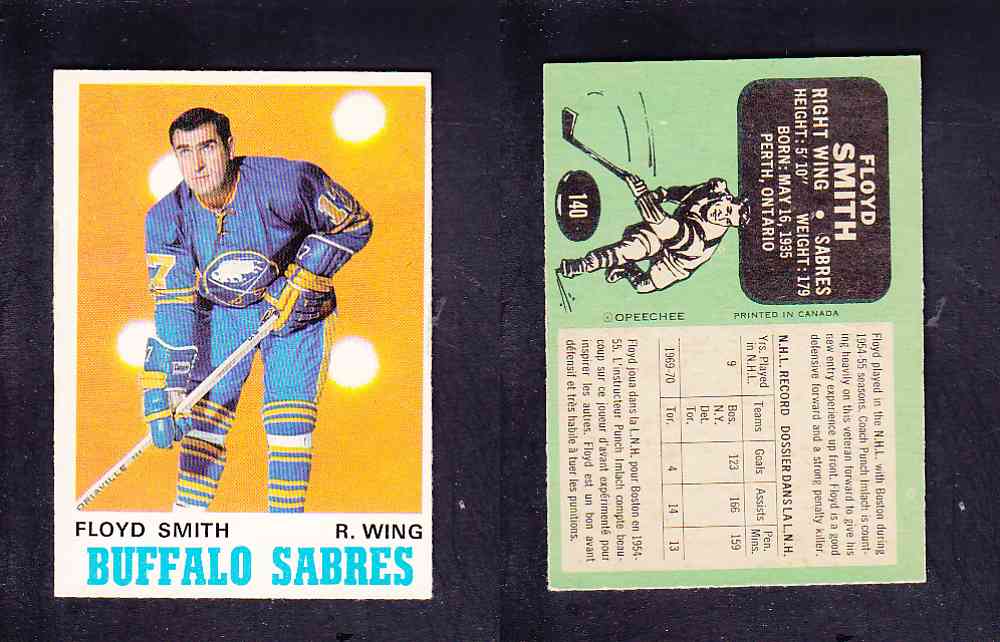 17
7
DRIAVILLE
FLOYD SMITH R. WING
BUFFALO SABRES
FLOYD
SMITH
RIGHT WING • SABRES
HEIGHT: 5' 10" WEIGHT: 179
BORN: MAY 16, 1935
PERTH, ONTARIO
140
©OPEECHEE PRINTED IN CANADA
Floyd played in the N.H.L. with Boston during
1954-55 seasons. Coach Punch Imlach is count-
ing heavily on this veteran forward to give his
new entry experience up front. Floyd is a good
defensive forward and a strong penalty killer.
N.H.L. RECORD DOSSIER DANS LA L.N.H.
Yrs. Played in N.H.L. Teams Goals Assists Pen. Mins.
9 Bos. N.Y. Det. Tor. 123 166 159
1969-70 Tor. 4 14 13
Floyd joua dans la L.N.H. pour Boston en 1954-
55. L'instructeur Punch Imlach compte beau-
coup sur ce joueur d'avant expérimenté pour
inspirer les autres. Floyd est un bon avant
défensif et très habile à tuer les punitions.